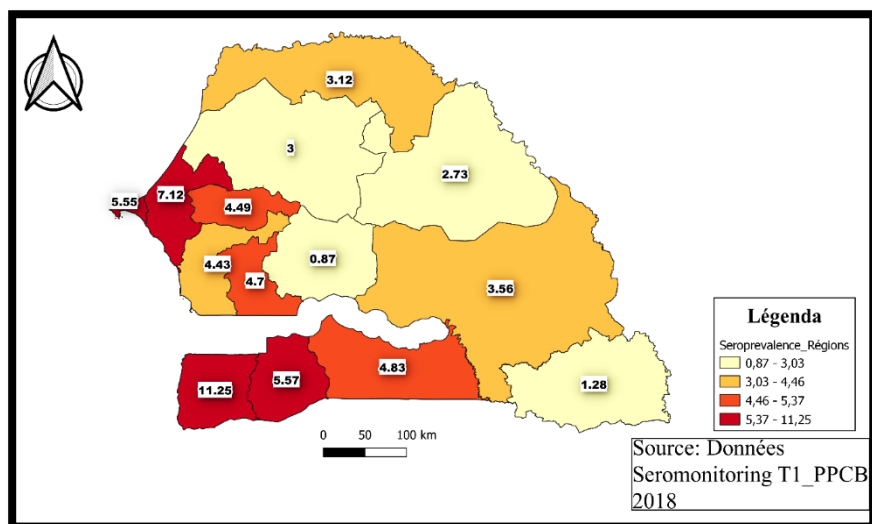 3.12
3
2.73
5.55
7.12
4.49
4.43
4.7
0.87
3.56
11.25
5.57
4.83
1.28
0 50 100 km
Légenda
Seroprevalence_Régions
0,87 - 3,03
3,03 - 4,46
4,46 - 5,37
5,37 - 11,25
Source: Données
Seromonitoring T1_PPCB
2018